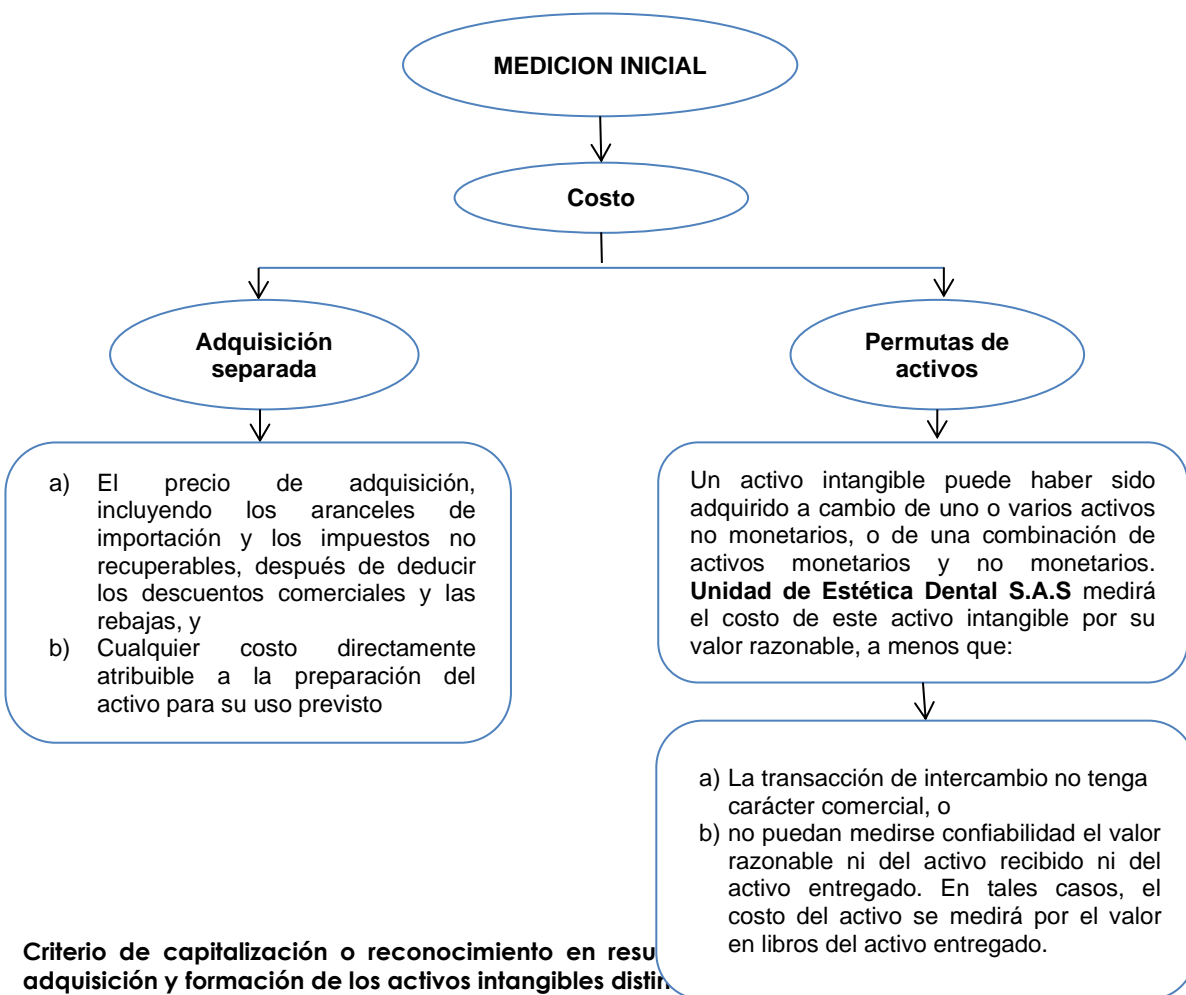 MEDICION INICIAL
Costo
Adquisición
separada
a) El precio de adquisición,
incluyendo los aranceles de
importación y los impuestos no
recuperables, después de deducir
los descuentos comerciales y las
rebajas, y
b) Cualquier costo directamente
atribuible a la preparación del
activo para su uso previsto
Permutas de
activos
Un activo intangible puede haber sido
adquirido a cambio de uno o varios activos
no monetarios, o de una combinación de
activos monetarios y no monetarios.
Unidad de Estética Dental S.A.S medirá
el costo de este activo intangible por su
valor razonable, a menos que:
a) La transacción de intercambio no tenga
carácter comercial, o
b) no puedan medirse confiabilidad el valor
razonable ni del activo recibido ni del
activo entregado. En tales casos, el
costo del activo se medirá por el valor
en libros del activo entregado.
Criterio de capitalización o reconocimiento en resu
adquisición y formación de los activos intangibles distin